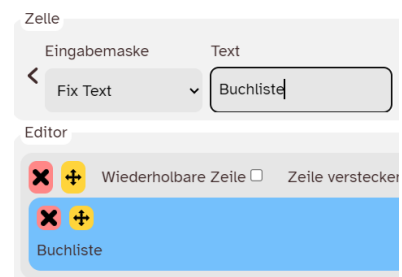 Zelle
Eingabemaske Text
Fix Text Buchliste
Editor
Wiederholbare Zeile Zeile verstecken
Buchliste